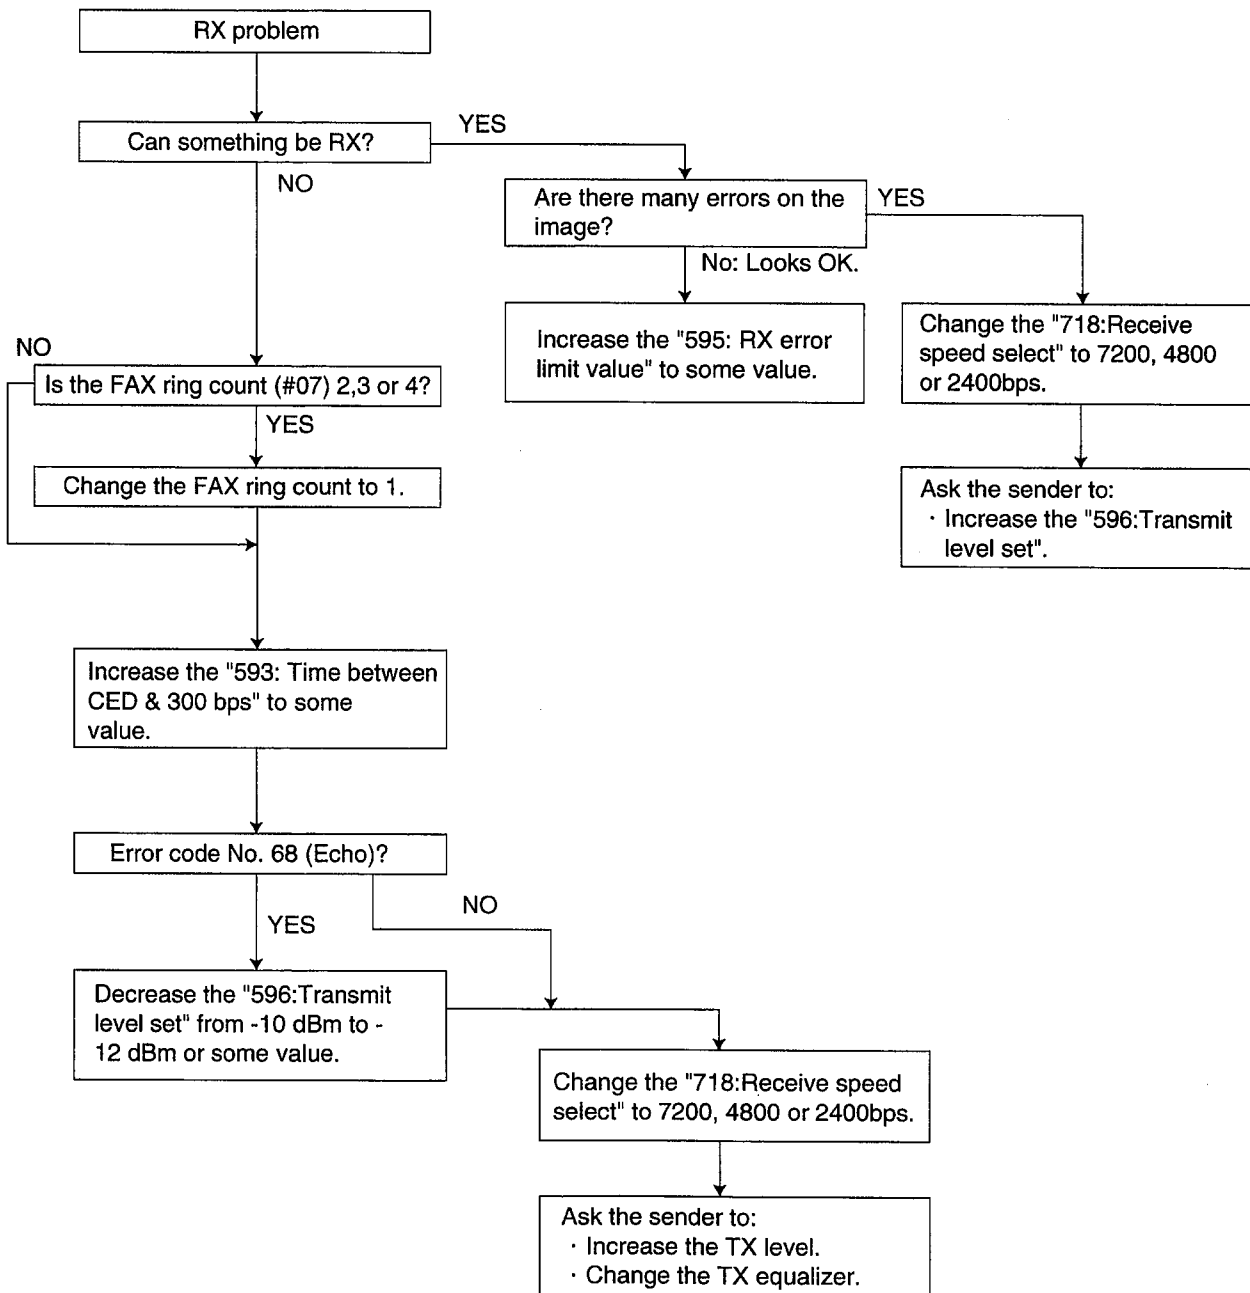 RX problem
Can something be RX?
YES
NO
Are there many errors on the
image?
YES
No: Looks OK.
Increase the "595: RX error
limit value" to some value.
Change the "718:Receive
speed select" to 7200, 4800
or 2400bps.
Ask the sender to:
· Increase the "596:Transmit
level set".
NO
Is the FAX ring count (#07) 2,3 or 4?
YES
Change the FAX ring count to 1.
Increase the "593: Time between
CED & 300 bps" to some
value.
Error code No. 68 (Echo)?
NO
YES
Decrease the "596:Transmit
level set" from -10 dBm to -
12 dBm or some value.
Change the "718:Receive speed
select" to 7200, 4800 or 2400bps.
Ask the sender to:
· Increase the TX level.
· Change the TX equalizer.